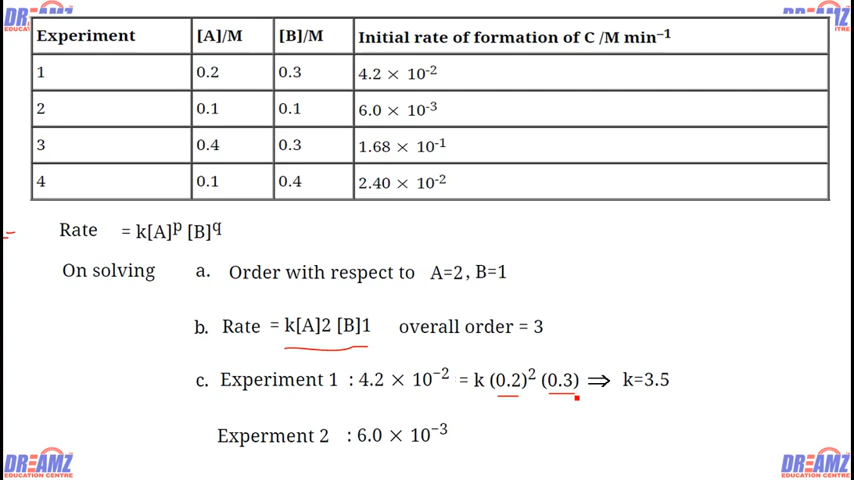 DREAMZ
EDUCATION CENTRE
Experiment [A]/M [B]/M Initial rate of formation of C /M min⁻¹
1 0.2 0.3 4.2 × 10⁻²
2 0.1 0.1 6.0 × 10⁻³
3 0.4 0.3 1.68 × 10⁻¹
4 0.1 0.4 2.40 × 10⁻²
Rate = k[A]ᵖ [B]^q
On solving a. Order with respect to A=2, B=1
b. Rate = k[A]2 [B]1 overall order = 3
c. Experiment 1 : 4.2 × 10⁻² = k (0.2)² (0.3) ⇒ k=3.5
Experment 2 : 6.0 × 10⁻³
DREAMZ
EDUCATION CENTRE
DREAMZ
EDUCATION CENTRE